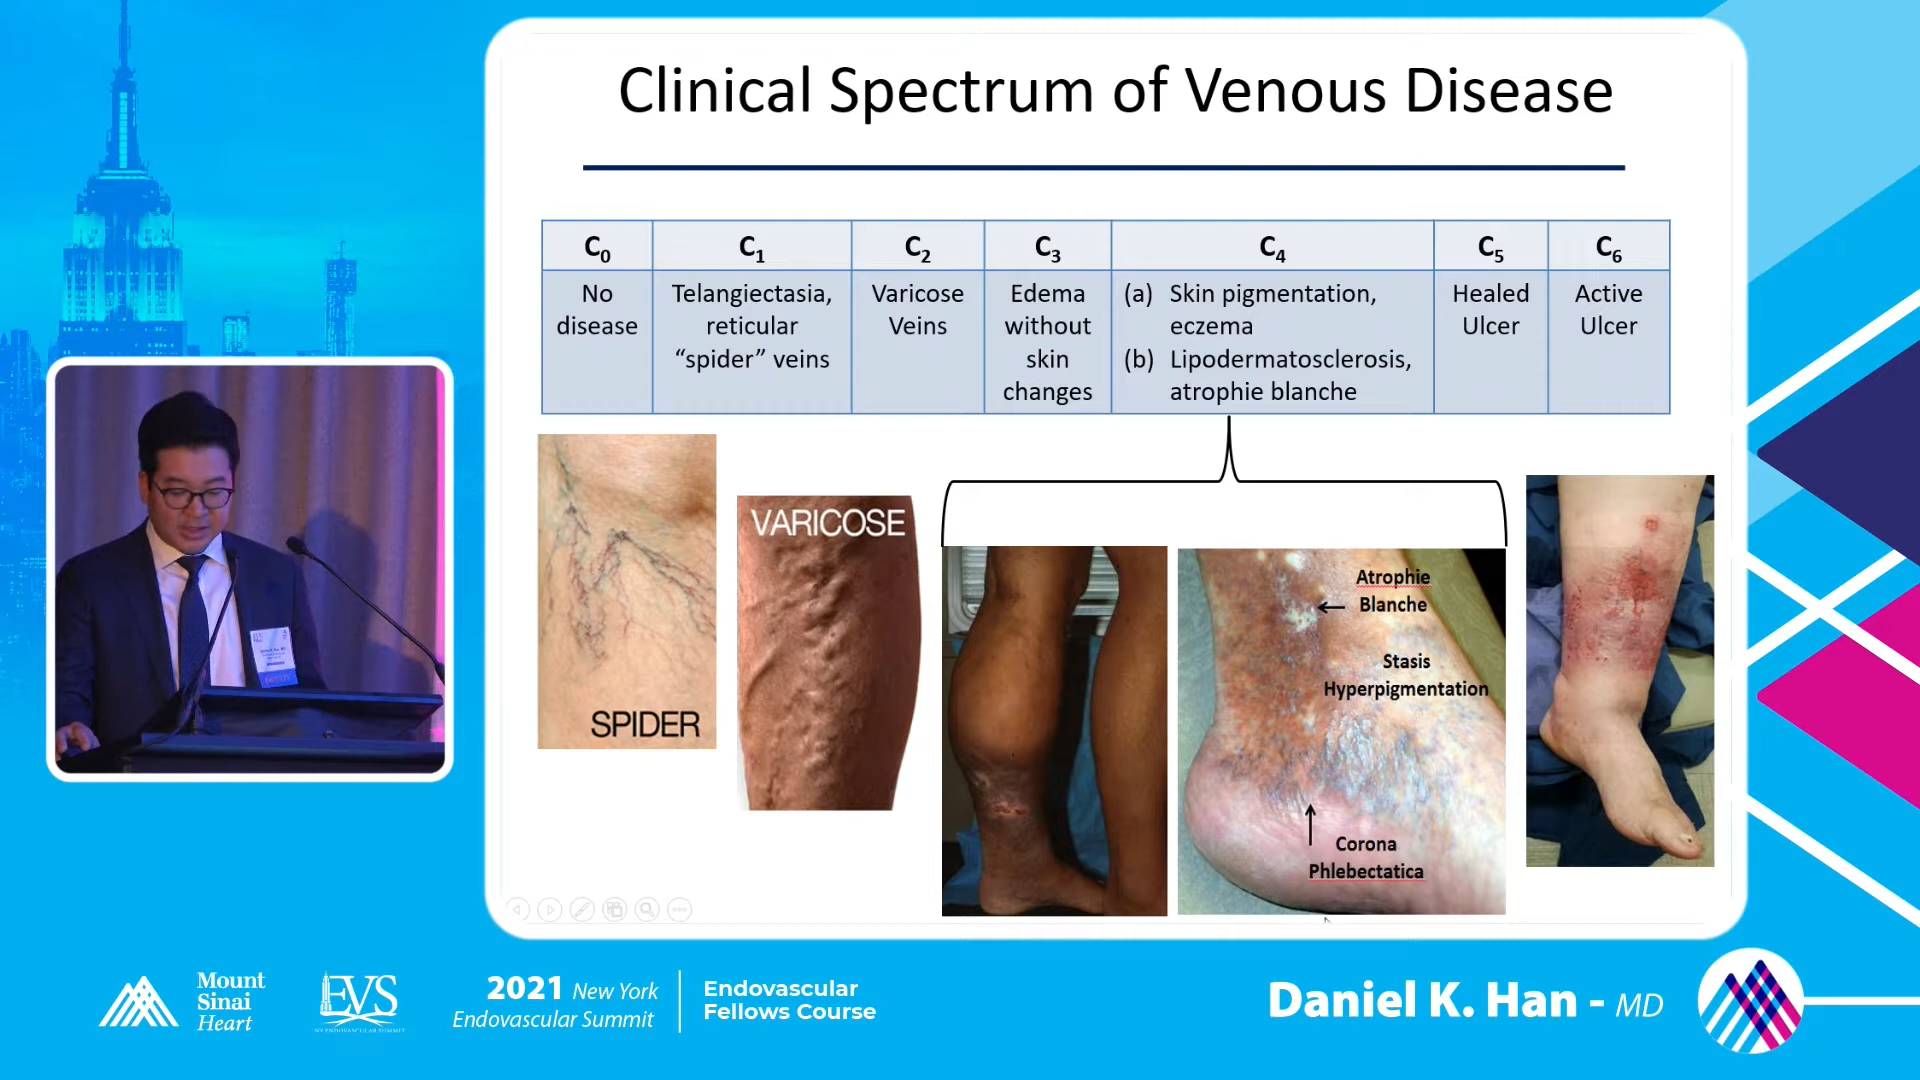 Clinical Spectrum of Venous Disease
C0
C1
C2
C3
C4
C5
C6
No
disease
Telangiectasia,
reticular
“spider” veins
Varicose
Veins
Edema
without
skin
changes
(a) Skin pigmentation,
eczema
(b) Lipodermatosclerosis,
atrophie blanche
Healed
Ulcer
Active
Ulcer
SPIDER
VARICOSE
Atrophie
Blanche
Stasis
Hyperpigmentation
Corona
Phlebectatica
Mount
Sinai
Heart
EVS
NY ENDOVASCULAR SUMMIT
2021 New York
Endovascular Summit
Endovascular
Fellows Course
Daniel K. Han - MD